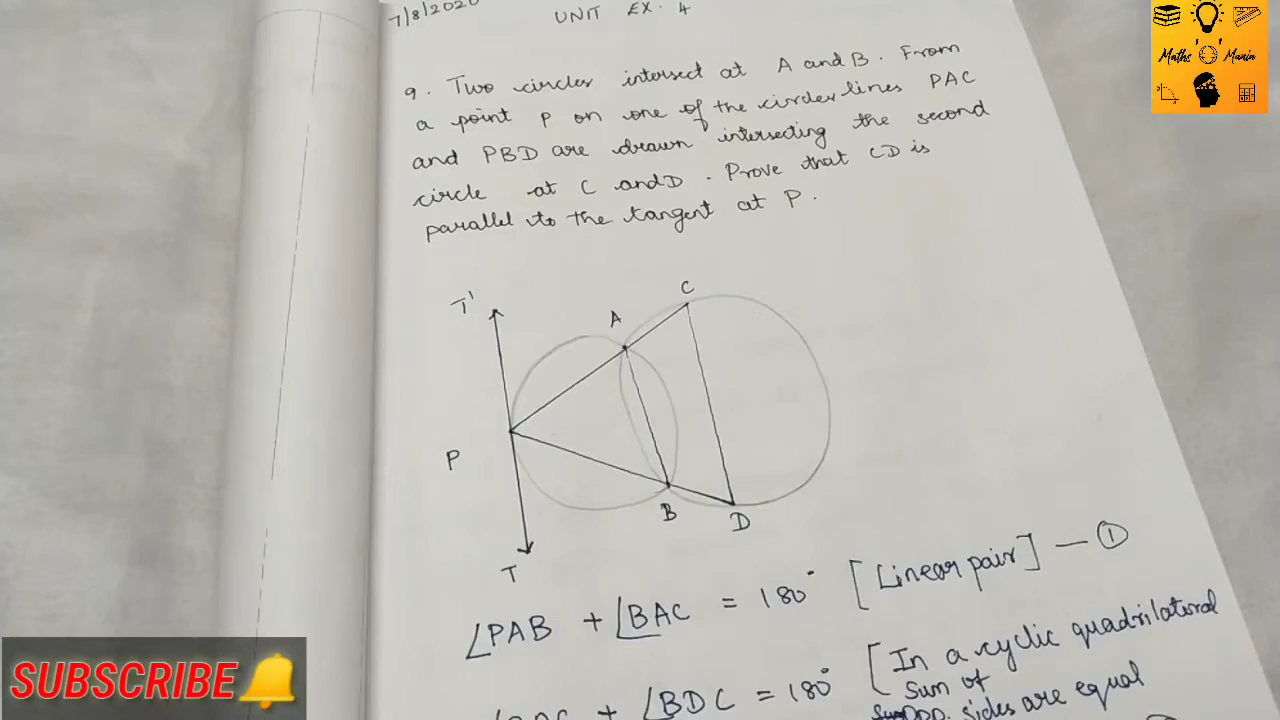 7/8/2020
UNIT EX. 4
Maths Mania
9. Two circles intersect at A and B. From
a point P on one of the circles lines PAC
and PBD are drawn intersecting the second
circle at C and D. Prove that CD is
parallel to the tangent at P.
T'
C
A
P
B
D
T
∠PAB + ∠BAC = 180° [Linear pair] — ①
∠BAC + ∠BDC = 180° [In a cyclic quadrilateral
Sum of
opp. sides are equal
SUBSCRIBE